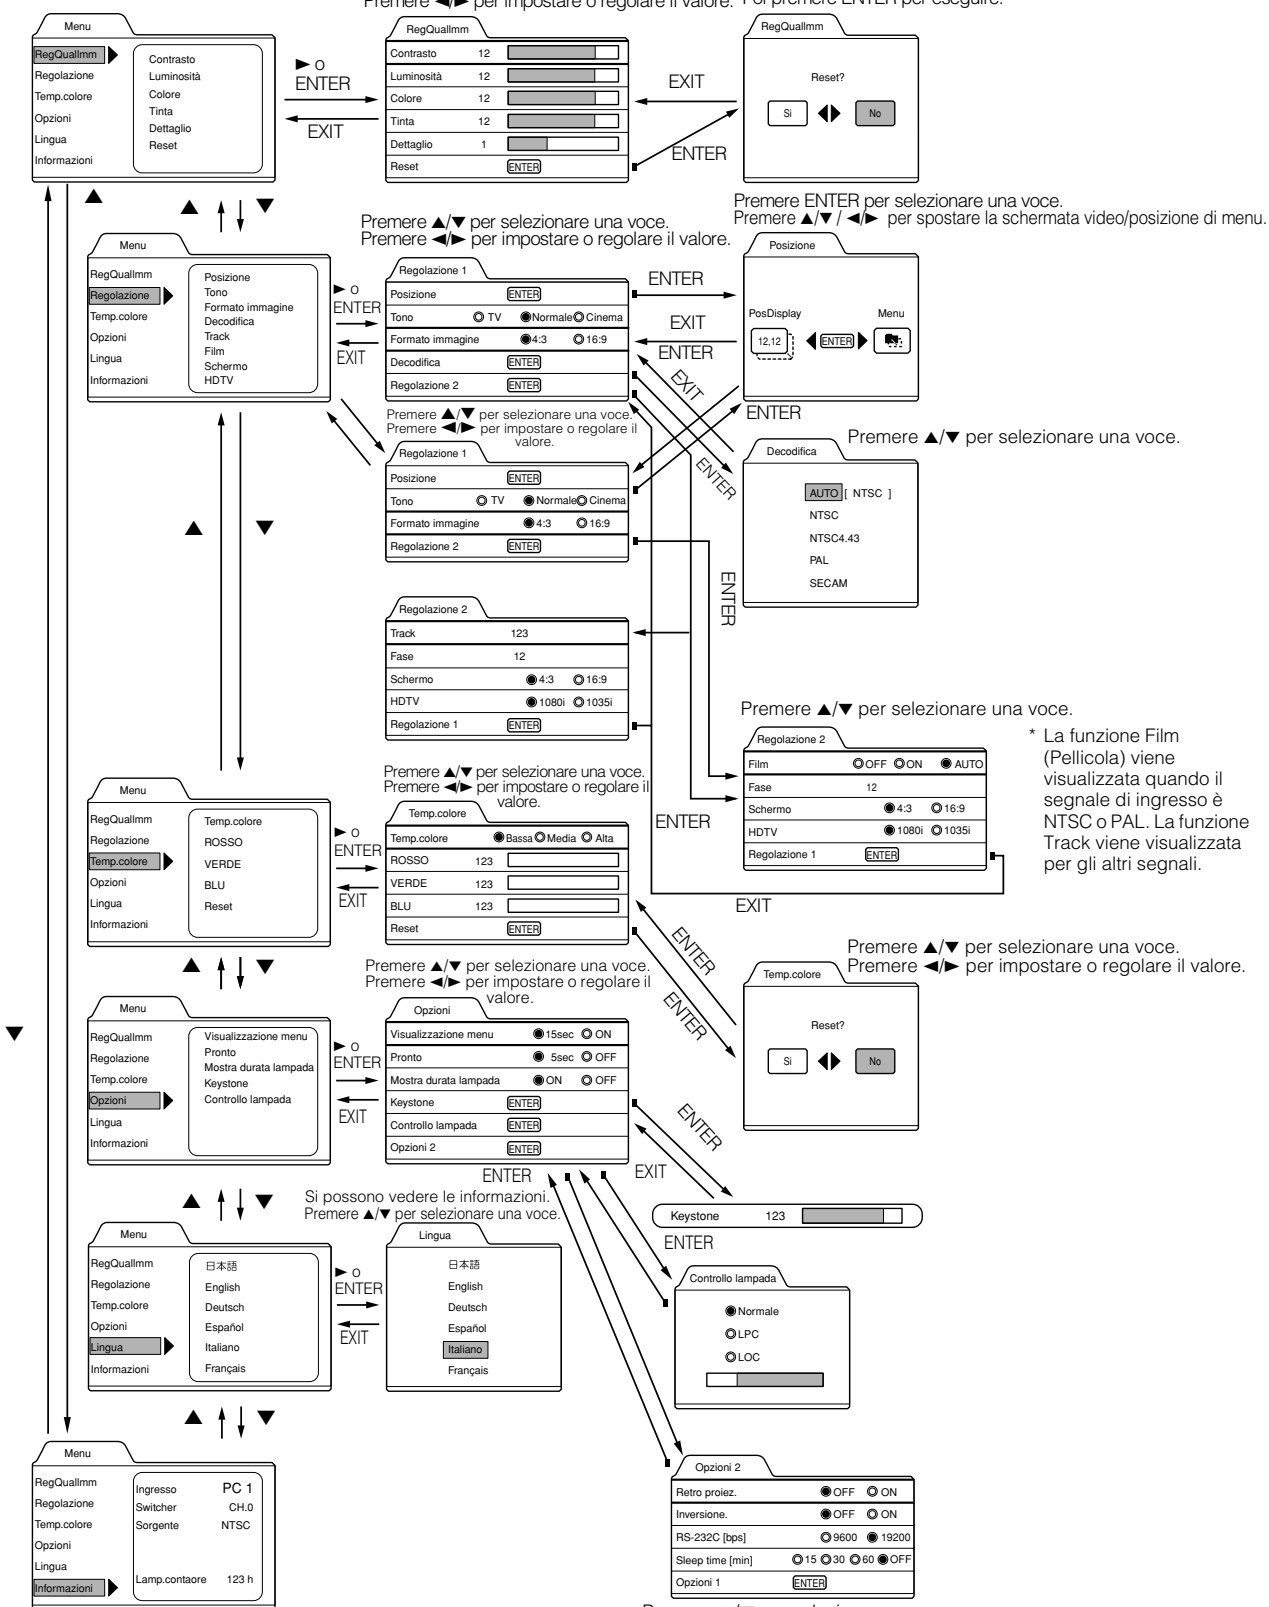 Premere ◀/▶ per impostare o regolare il valore. Poi premere ENTER per eseguire.
Menu
RegQualImm
Regolazione
Temp.colore
Opzioni
Lingua
Informazioni
Contrasto
Luminosità
Colore
Tinta
Dettaglio
Reset
▶ o
ENTER
EXIT
RegQualImm
Contrasto 12
Luminosità 12
Colore 12
Tinta 12
Dettaglio 1
Reset ENTER
EXIT
ENTER
RegQualImm
Reset?
Si ◀▶ No
▲
▲ ▼
Premere ENTER per selezionare una voce.
Premere ▲/▼ / ◀/▶ per spostare la schermata video/posizione di menu.
Premere ▲/▼ per selezionare una voce.
Premere ◀/▶ per impostare o regolare il valore.
Menu
RegQualImm
Regolazione
Temp.colore
Opzioni
Lingua
Informazioni
Posizione
Tono
Formato immagine
Decodifica
Track
Film
Schermo
HDTV
▶ o
ENTER
EXIT
Regolazione 1
Posizione ENTER
Tono TV Normale Cinema
Formato immagine 4:3 16:9
Decodifica ENTER
Regolazione 2 ENTER
ENTER
EXIT
ENTER
EXIT
ENTER
ENTER
Posizione
PosDisplay Menu
12,12 ◀ ENTER ▶
Premere ▲/▼ per selezionare una voce.
Premere ◀/▶ per impostare o regolare il
valore.
Regolazione 1
Posizione ENTER
Tono TV Normale Cinema
Formato immagine 4:3 16:9
Regolazione 2 ENTER
Premere ▲/▼ per selezionare una voce.
Decodifica
AUTO [ NTSC ]
NTSC
NTSC4.43
PAL
SECAM
▲ ▼
ENTER
Regolazione 2
Track 123
Fase 12
Schermo 4:3 16:9
HDTV 1080i 1035i
Regolazione 1 ENTER
Premere ▲/▼ per selezionare una voce.
Regolazione 2
Film OFF ON AUTO
Fase 12
Schermo 4:3 16:9
HDTV 1080i 1035i
Regolazione 1 ENTER
* La funzione Film
(Pellicola) viene
visualizzata quando il
segnale di ingresso è
NTSC o PAL. La funzione
Track viene visualizzata
per gli altri segnali.
ENTER
EXIT
Premere ▲/▼ per selezionare una voce.
Premere ◀/▶ per impostare o regolare il
valore.
Menu
RegQualImm
Regolazione
Temp.colore
Opzioni
Lingua
Informazioni
Temp.colore
ROSSO
VERDE
BLU
Reset
▶ o
ENTER
EXIT
Temp.colore
Temp.colore Bassa Media Alta
ROSSO 123
VERDE 123
BLU 123
Reset ENTER
ENTER
ENTER
Premere ▲/▼ per selezionare una voce.
Premere ◀/▶ per impostare o regolare il valore.
Temp.colore
Reset?
Si ◀▶ No
▲ ▼
▼
Premere ▲/▼ per selezionare una voce.
Premere ◀/▶ per impostare o regolare il
valore.
Menu
RegQualImm
Regolazione
Temp.colore
Opzioni
Lingua
Informazioni
Visualizzazione menu
Pronto
Mostra durata lampada
Keystone
Controllo lampada
▶ o
ENTER
EXIT
Opzioni
Visualizzazione menu 15sec ON
Pronto 5sec OFF
Mostra durata lampada ON OFF
Keystone ENTER
Controllo lampada ENTER
Opzioni 2 ENTER
ENTER
EXIT
ENTER
Keystone 123
ENTER
▲ ▼
Si possono vedere le informazioni.
Premere ▲/▼ per selezionare una voce.
Menu
RegQualImm
Regolazione
Temp.colore
Opzioni
Lingua
Informazioni
日本語
English
Deutsch
Español
Italiano
Français
▶ o
ENTER
EXIT
Lingua
日本語
English
Deutsch
Español
Italiano
Français
Controllo lampada
Normale
LPC
LOC
▲ ▼
Menu
RegQualImm
Regolazione
Temp.colore
Opzioni
Lingua
Informazioni
Ingresso PC 1
Switcher CH.0
Sorgente NTSC
Lamp.contaore 123 h
Opzioni 2
Retro proiez. OFF ON
Inversione. OFF ON
RS-232C [bps] 9600 19200
Sleep time [min] 15 30 60 OFF
Opzioni 1 ENTER